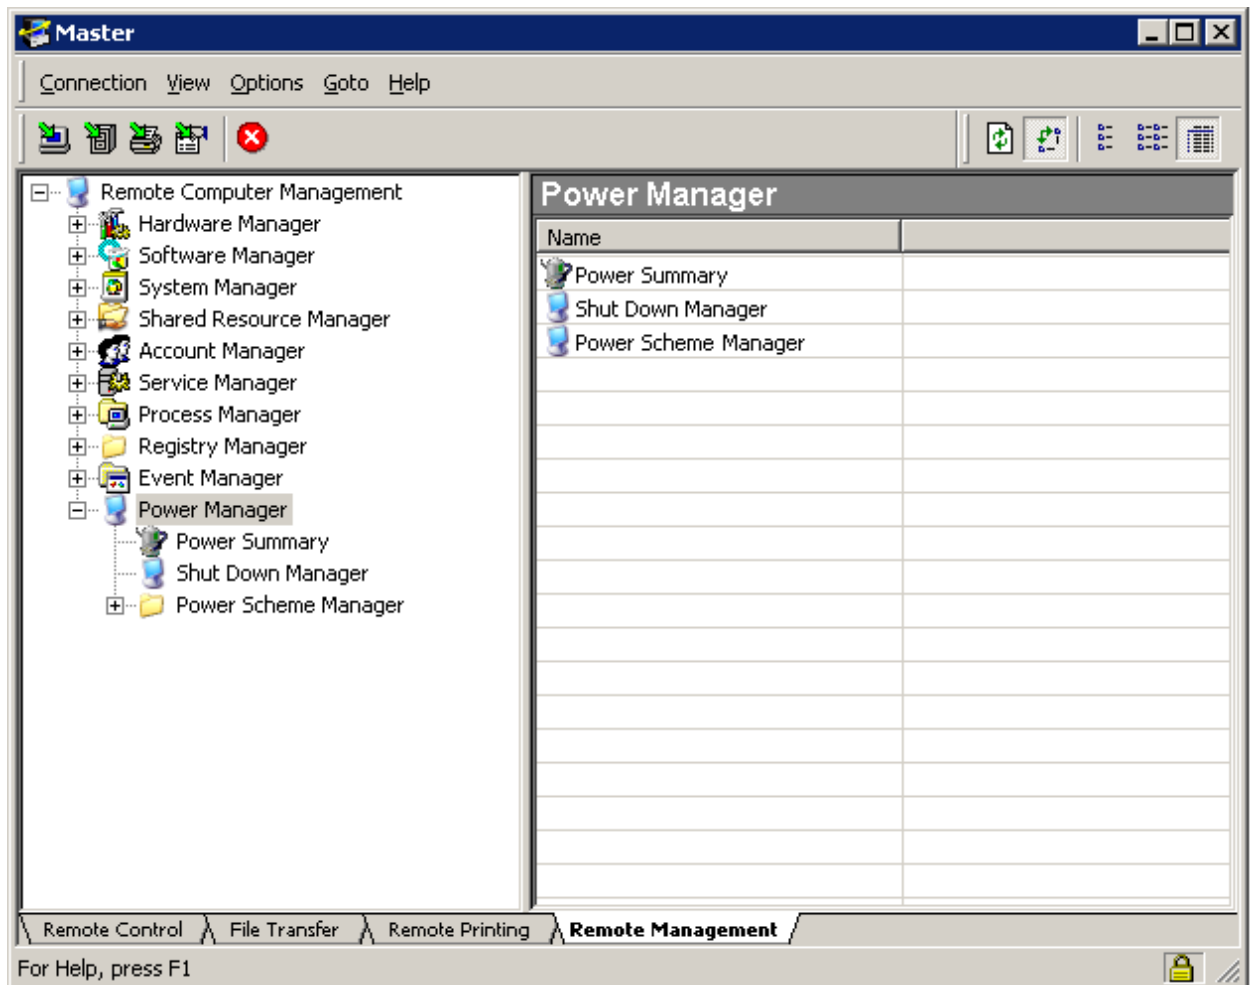 Master
Connection View Options Goto Help
Remote Computer Management
Hardware Manager
Software Manager
System Manager
Shared Resource Manager
Account Manager
Service Manager
Process Manager
Registry Manager
Event Manager
Power Manager
Power Summary
Shut Down Manager
Power Scheme Manager
Power Manager
Name
Power Summary
Shut Down Manager
Power Scheme Manager
Remote Control File Transfer Remote Printing Remote Management
For Help, press F1